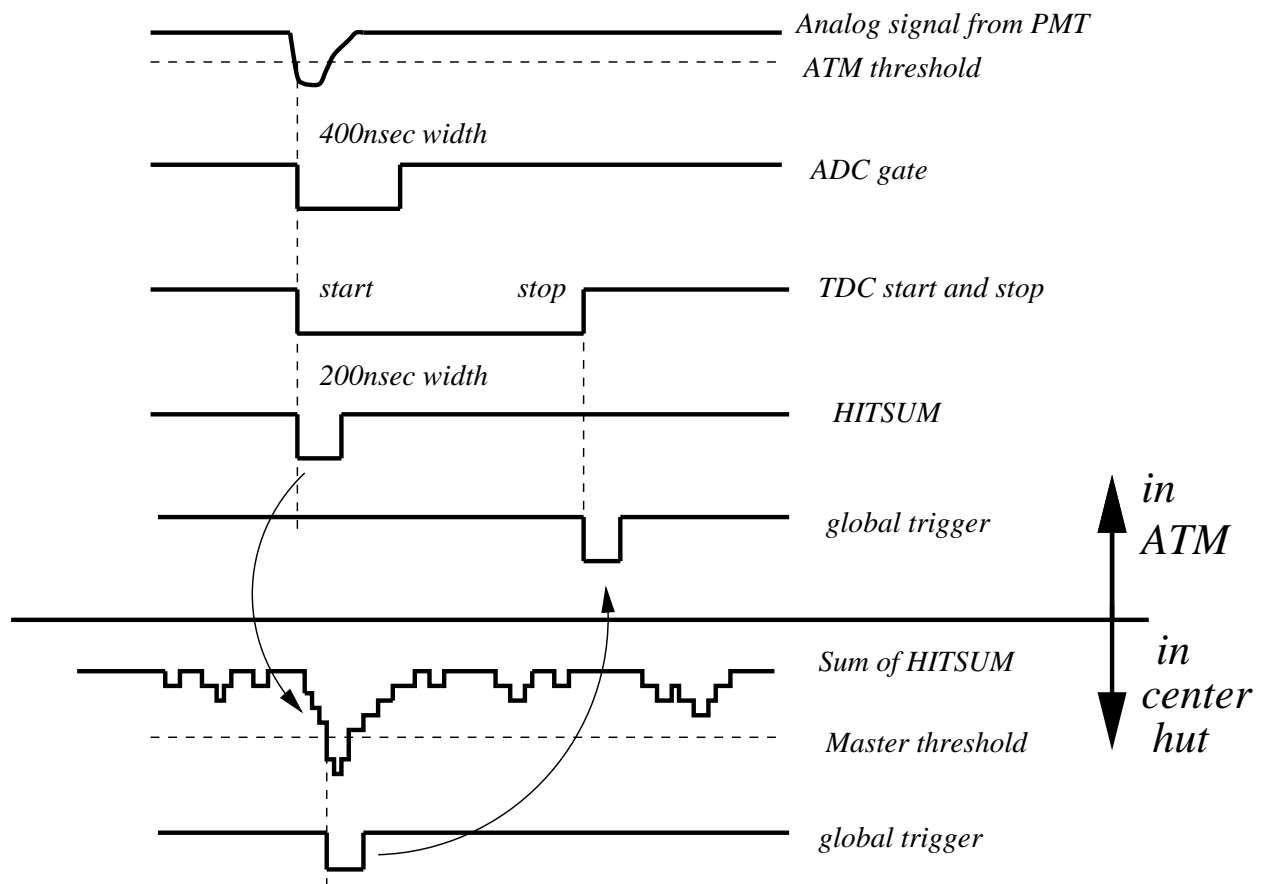 Analog signal from PMT
ATM threshold
400nsec width
ADC gate
start
stop
TDC start and stop
200nsec width
HITSUM
global trigger
in
ATM
Sum of HITSUM
in
center
hut
Master threshold
global trigger